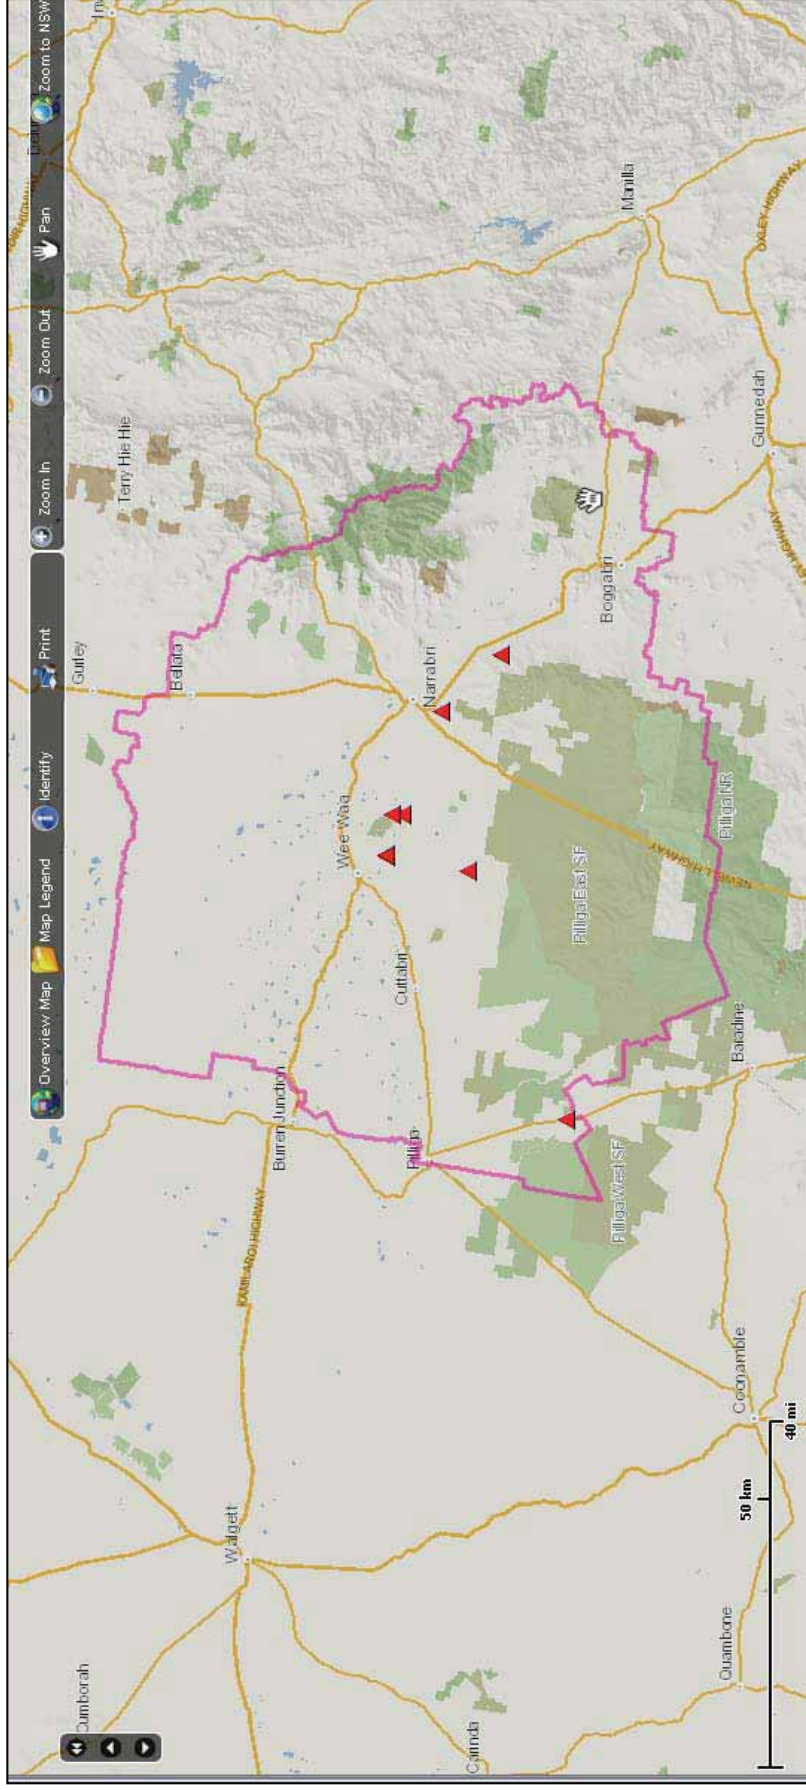 Overview Map
Map Legend
Identify
Print
Zoom In
Zoom Out
Pan
Zoom to NSW
Cumborah
Gurley
Terry Hie Hie
Bellata
Walgett
KAMILAROI HIGHWAY
Burren Junction
Wee Waa
Cuttabri
Narrabri
Pilliga
Carinda
Boggabri
Manilla
Pilliga East SF
Pilliga West SF
NEWELL HIGHWAY
Pilliga NR
Baradine
Coonamble
Quambone
Gunnedah
OXLEY HIGHWAY
50 km
40 mi